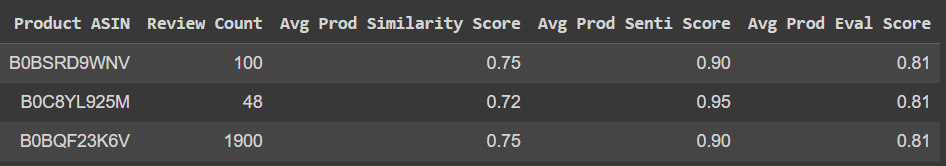 Product ASIN Review Count Avg Prod Similarity Score Avg Prod Senti Score Avg Prod Eval Score
B0BSRD9WNV 100 0.75 0.90 0.81
B0C8YL925M 48 0.72 0.95 0.81
B0BQF23K6V 1900 0.75 0.90 0.81